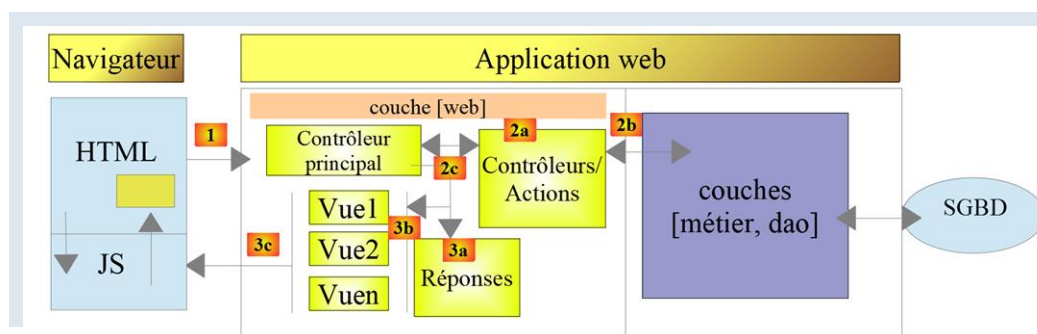 Navigateur
Application web
couche [web]
HTML
1
Contrôleur
principal
2a
2b
2c
Contrôleurs/
Actions
couches
[métier, dao]
SGBD
Vue1
Vue2
Vuen
3b
3a
3c
Réponses
JS